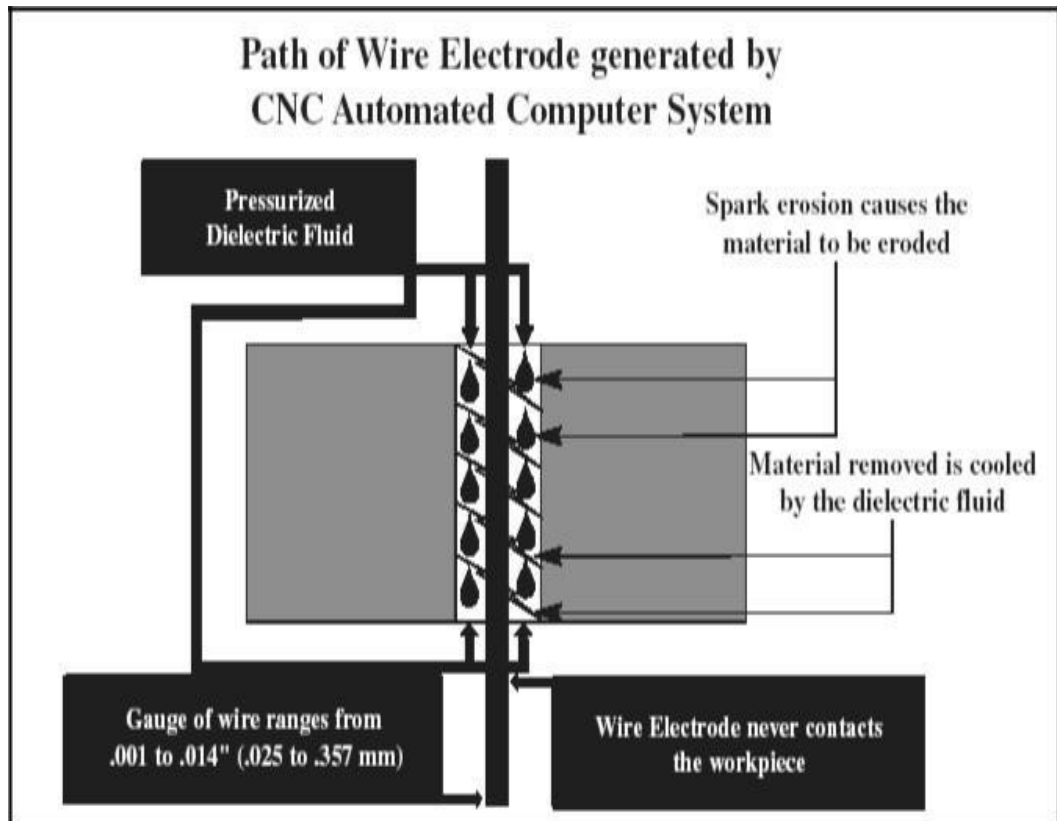 Path of Wire Electrode generated by
CNC Automated Computer System
Pressurized
Dielectric Fluid
Spark erosion causes the
material to be eroded
Material removed is cooled
by the dielectric fluid
Gauge of wire ranges from
.001 to .014" (.025 to .357 mm)
Wire Electrode never contacts
the workpiece